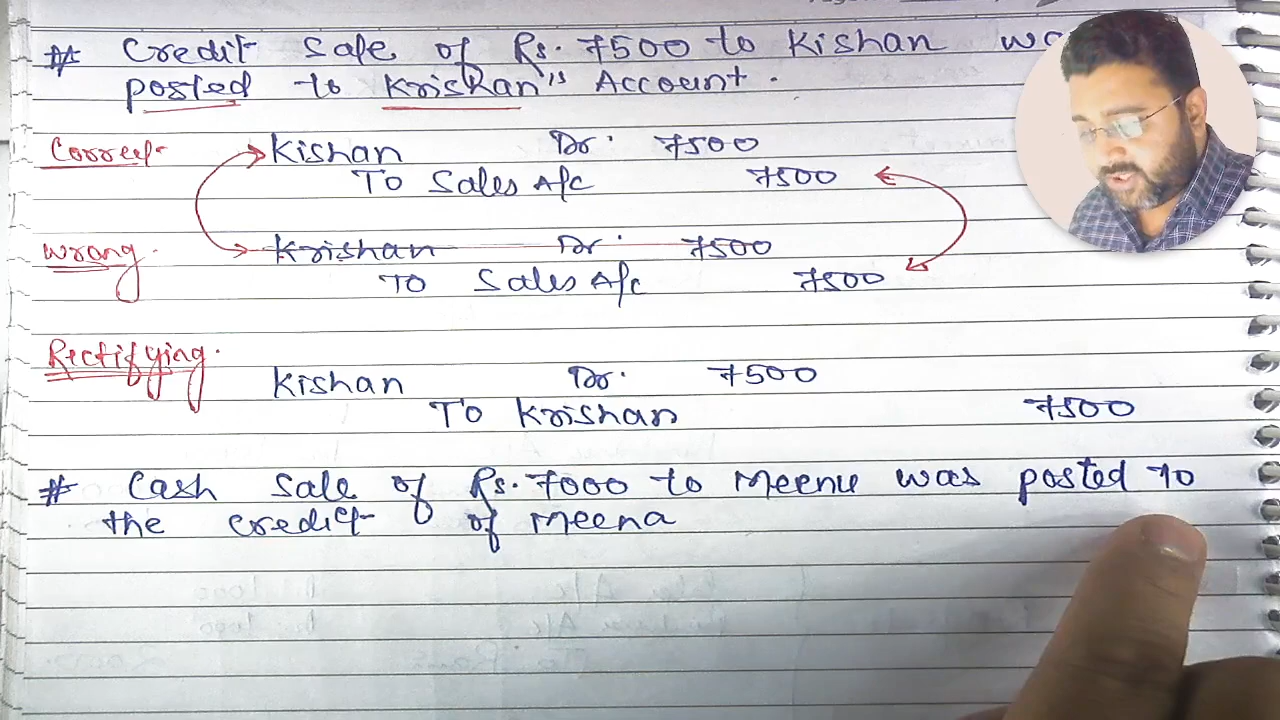 # Credit Sale of Rs. 7500 to Kishan
posted to Krishan's Account.
Correct Kishan Dr. 7500
To Sales A/c 7500
Wrong. Krishan Dr. 7500
To Sales A/c 7500
Rectifying.
Kishan Dr. 7500
To Krishan 7500
# Cash Sale of Rs. 7000 to Meenu was posted to
the credit of Meena